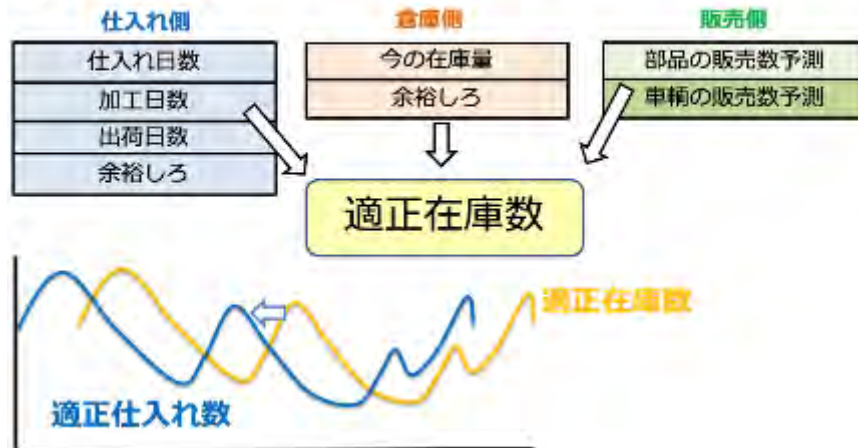 仕入れ側
仕入れ日数
加工日数
出荷日数
余裕しろ
倉庫側
今の在庫量
余裕しろ
販売側
部品の販売数予測
車輌の販売数予測
適正在庫数
適正在庫数
適正仕入れ数